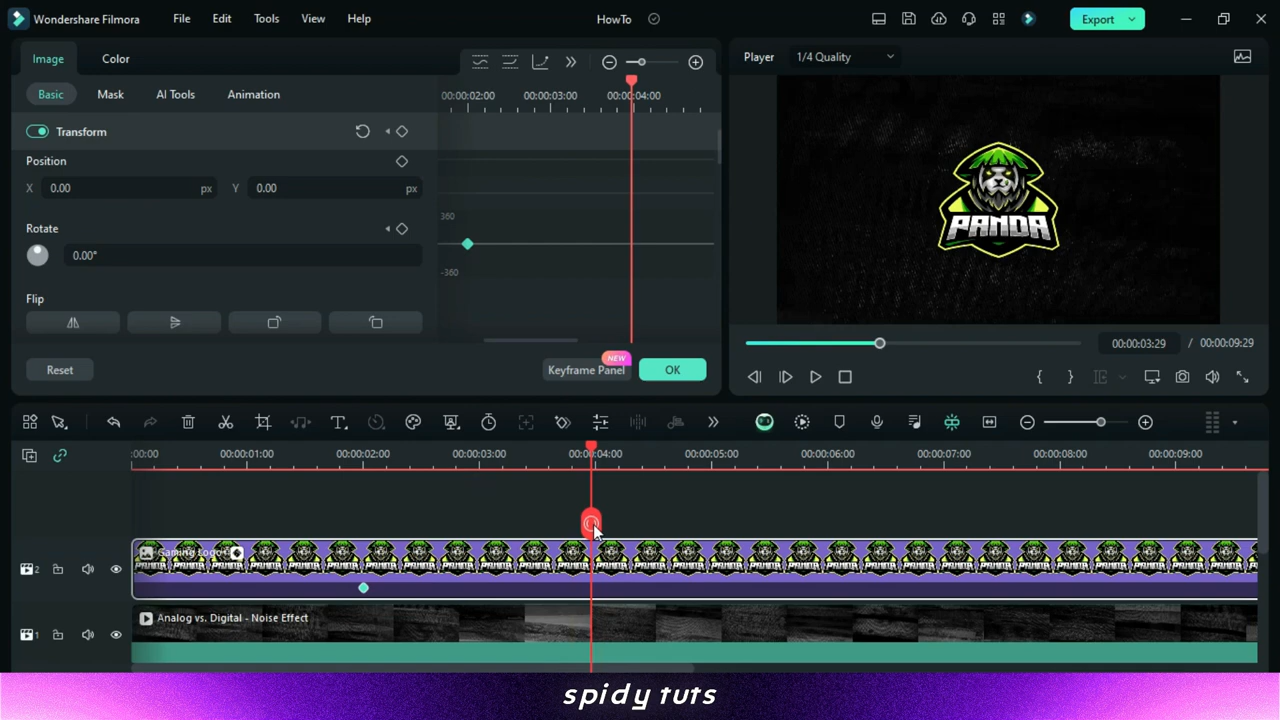 Wondershare Filmora
File
Edit
Tools
View
Help
HowTo
Export
Image
Color
Basic
Mask
AI Tools
Animation
00:00:02:00
00:00:03:00
00:00:04:00
Transform
Position
X
0.00
px
Y
0.00
px
Rotate
0.00°
360
-360
Flip
Reset
NEW
Keyframe Panel
OK
Player
1/4 Quality
PANDA
00:00:03:29
/
00:00:09:29
:00:00
00:00:01:00
00:00:02:00
00:00:03:00
00:00:04:00
00:00:05:00
00:00:06:00
00:00:07:00
00:00:08:00
00:00:09:00
2
Gaming Logo
1
Analog vs. Digital - Noise Effect
spidy tuts